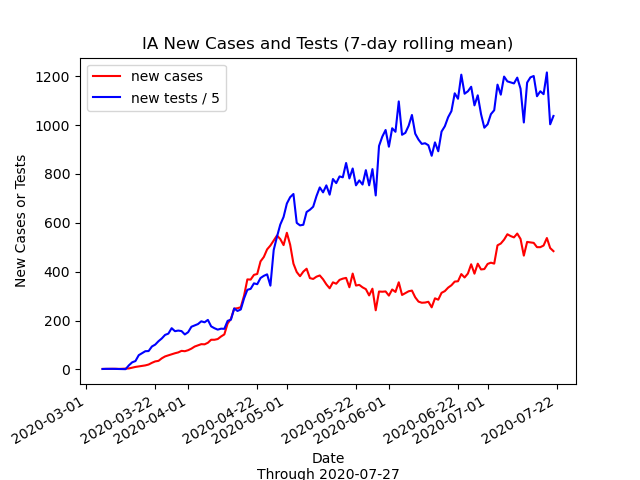 IA New Cases and Tests (7-day rolling mean)
new cases
new tests / 5
New Cases or Tests
1200
1000
800
600
400
200
0
2020-03-01
2020-03-22
2020-04-01
2020-04-22
2020-05-01
2020-05-22
2020-06-01
2020-06-22
2020-07-01
2020-07-22
Date
Through 2020-07-27